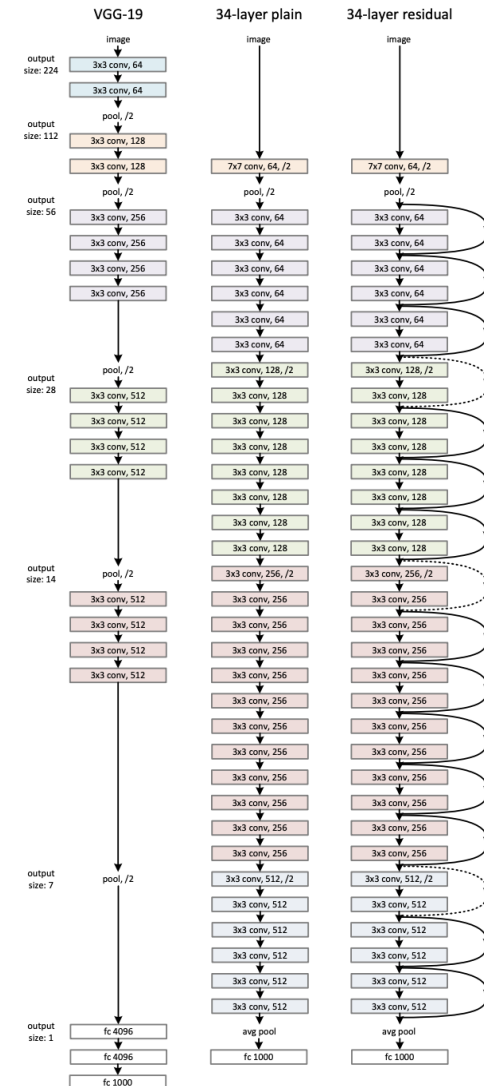 output
size: 224
output
size: 112
output
size: 56
output
size: 28
output
size: 14
output
size: 7
output
size: 1
VGG-19
image
3x3 conv, 64
3x3 conv, 64
pool, /2
3x3 conv, 128
3x3 conv, 128
pool, /2
3x3 conv, 256
3x3 conv, 256
3x3 conv, 256
3x3 conv, 256
pool, /2
3x3 conv, 512
3x3 conv, 512
3x3 conv, 512
3x3 conv, 512
pool, /2
3x3 conv, 512
3x3 conv, 512
3x3 conv, 512
3x3 conv, 512
pool, /2
fc 4096
fc 4096
fc 1000
34-layer plain
image
7x7 conv, 64, /2
pool, /2
3x3 conv, 64
3x3 conv, 64
3x3 conv, 64
3x3 conv, 64
3x3 conv, 64
3x3 conv, 64
3x3 conv, 128, /2
3x3 conv, 128
3x3 conv, 128
3x3 conv, 128
3x3 conv, 128
3x3 conv, 128
3x3 conv, 128
3x3 conv, 128
3x3 conv, 256, /2
3x3 conv, 256
3x3 conv, 256
3x3 conv, 256
3x3 conv, 256
3x3 conv, 256
3x3 conv, 256
3x3 conv, 256
3x3 conv, 256
3x3 conv, 256
3x3 conv, 256
3x3 conv, 256
3x3 conv, 512, /2
3x3 conv, 512
3x3 conv, 512
3x3 conv, 512
3x3 conv, 512
3x3 conv, 512
avg pool
fc 1000
34-layer residual
image
7x7 conv, 64, /2
pool, /2
3x3 conv, 64
3x3 conv, 64
3x3 conv, 64
3x3 conv, 64
3x3 conv, 64
3x3 conv, 64
3x3 conv, 128, /2
3x3 conv, 128
3x3 conv, 128
3x3 conv, 128
3x3 conv, 128
3x3 conv, 128
3x3 conv, 128
3x3 conv, 128
3x3 conv, 256, /2
3x3 conv, 256
3x3 conv, 256
3x3 conv, 256
3x3 conv, 256
3x3 conv, 256
3x3 conv, 256
3x3 conv, 256
3x3 conv, 256
3x3 conv, 256
3x3 conv, 256
3x3 conv, 256
3x3 conv, 512, /2
3x3 conv, 512
3x3 conv, 512
3x3 conv, 512
3x3 conv, 512
3x3 conv, 512
avg pool
fc 1000